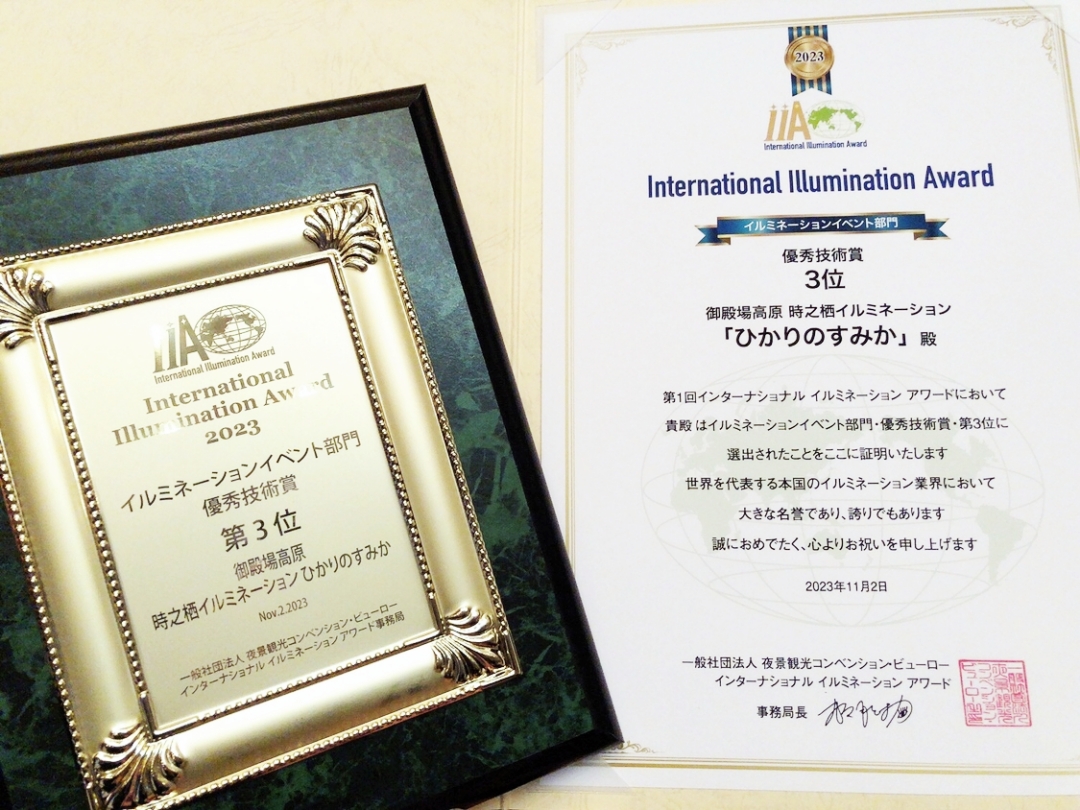 IIA
International Illumination Award
International
Illumination Award
2023
イルミネーションイベント部門
優秀技術賞
第3位
御殿場高原
時之栖イルミネーション ひかりのすみか
Nov.2.2023
一般社団法人 夜景観光コンベンション・ビューロー
インターナショナル イルミネーション アワード事務局
2023
IIA
International Illumination Award
International Illumination Award
イルミネーションイベント部門
優秀技術賞
3位
御殿場高原 時之栖イルミネーション
「ひかりのすみか」 殿
第1回インターナショナル イルミネーション アワードにおいて
貴殿 はイルミネーションイベント部門・優秀技術賞・第3位に
選出されたことをここに証明いたします
世界を代表する本国のイルミネーション業界において
大きな名誉であり、誇りでもあります
誠におめでたく、心よりお祝いを申し上げます
2023年11月2日
一般社団法人 夜景観光コンベンション・ビューロー
インターナショナル イルミネーション アワード
事務局長